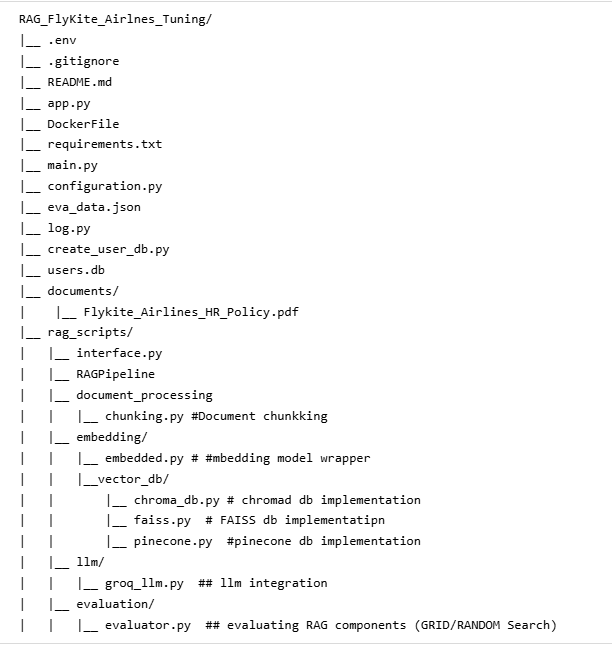 RAG_FlyKite_Airlnes_Tuning/
|__ .env
|__ .gitignore
|__ README.md
|__ app.py
|__ DockerFile
|__ requirements.txt
|__ main.py
|__ configuration.py
|__ eva_data.json
|__ log.py
|__ create_user_db.py
|__ users.db
|__ documents/
|    |__ Flykite_Airlines_HR_Policy.pdf
|__ rag_scripts/
|   |__ interface.py
|   |__ RAGPipeline
|   |__ document_processing
|   |   |__ chunking.py #Document chunkking
|   |__ embedding/
|   |   |__ embedded.py # #mbedding model wrapper
|   |   |__vector_db/
|   |       |__ chroma_db.py # chromad db implementation
|   |       |__ faiss.py  # FAISS db implementatipn
|   |       |__ pinecone.py  #pinecone db implementation
|   |__ llm/
|   |   |__ groq_llm.py  ## llm integration
|   |__ evaluation/
|   |   |__ evaluator.py  ## evaluating RAG components (GRID/RANDOM Search)